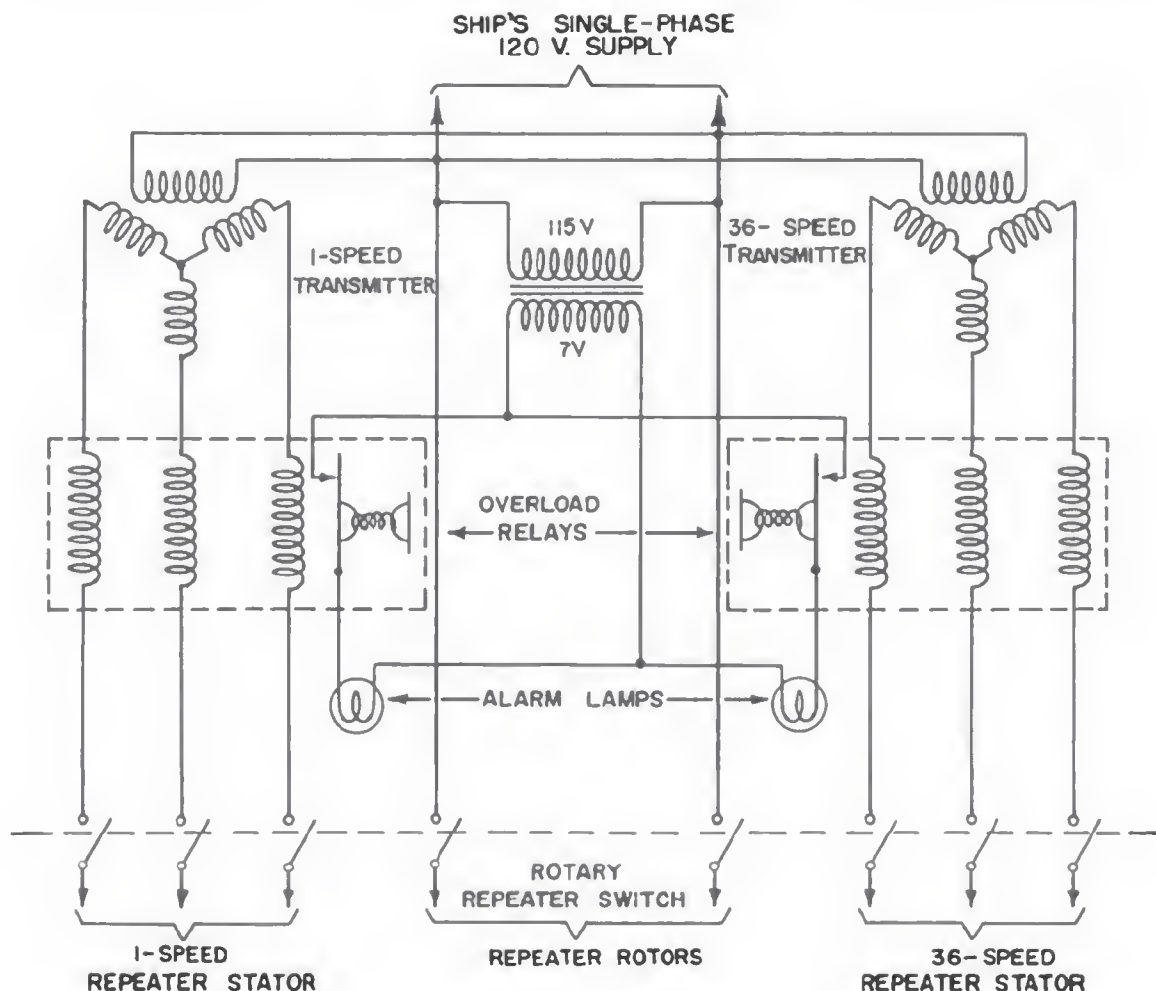 SHIP'S SINGLE-PHASE
120 V. SUPPLY
115V
7V
1-SPEED
TRANSMITTER
36- SPEED
TRANSMITTER
OVERLOAD
RELAYS
ALARM LAMPS
ROTARY
REPEATER SWITCH
1-SPEED
REPEATER STATOR
REPEATER ROTORS
36-SPEED
REPEATER STATOR